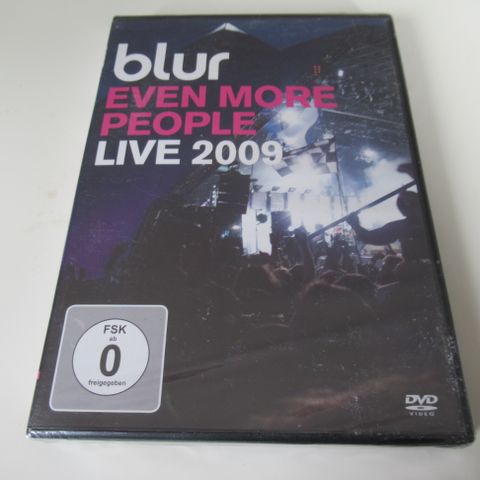 blur
EVEN MORE
PEOPLE
LIVE 2009
FSK
ab
0
freigegeben
DVD
VIDEO